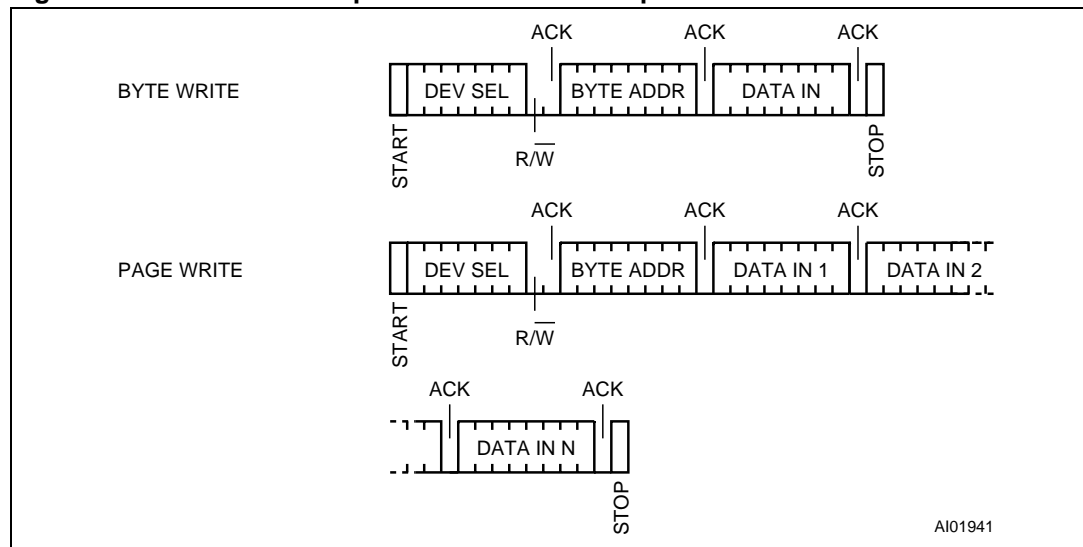 ACK ACK ACK
BYTE WRITE DEV SEL BYTE ADDR DATA IN
START R/W STOP
ACK ACK ACK
PAGE WRITE DEV SEL BYTE ADDR DATA IN 1 DATA IN 2
START R/W
ACK ACK
DATA IN N
STOP
AI01941